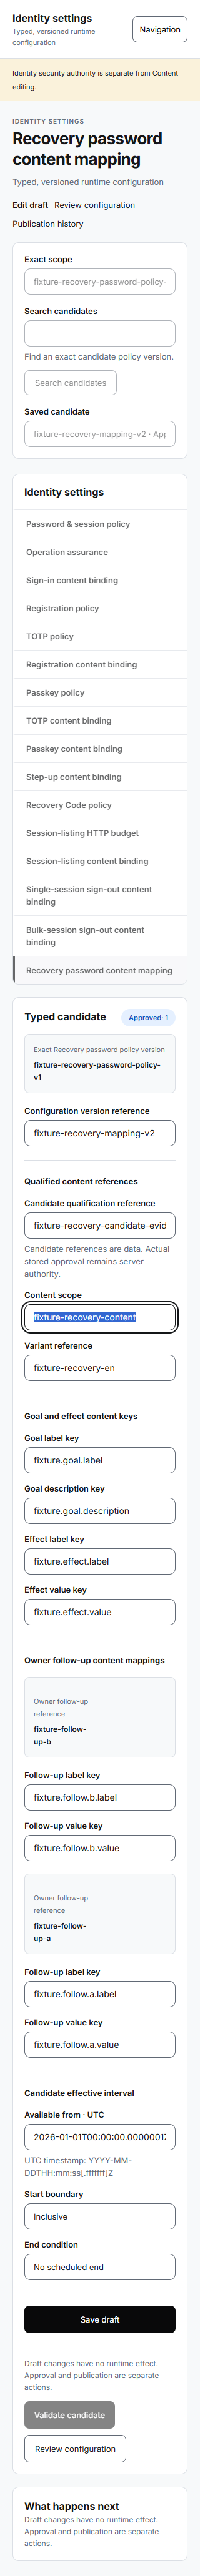 Identity settings
Typed, versioned runtime
configuration
Navigation
Identity security authority is separate from Content
editing.
IDENTITY SETTINGS
Recovery password
content mapping
Typed, versioned runtime configuration
Edit draft Review configuration
Publication history
Exact scope
fixture-recovery-password-policy-
Search candidates
Find an exact candidate policy version.
Search candidates
Saved candidate
fixture-recovery-mapping-v2 · App
Identity settings
Password & session policy
Operation assurance
Sign-in content binding
Registration policy
TOTP policy
Registration content binding
Passkey policy
TOTP content binding
Passkey content binding
Step-up content binding
Recovery Code policy
Session-listing HTTP budget
Session-listing content binding
Single-session sign-out content
binding
Bulk-session sign-out content
binding
Recovery password content mapping
Typed candidate
Approved· 1
Exact Recovery password policy version
fixture-recovery-password-policy-
v1
Configuration version reference
fixture-recovery-mapping-v2
Qualified content references
Candidate qualification reference
fixture-recovery-candidate-evid
Candidate references are data. Actual
stored approval remains server
authority.
Content scope
fixture-recovery-content
Variant reference
fixture-recovery-en
Goal and effect content keys
Goal label key
fixture.goal.label
Goal description key
fixture.goal.description
Effect label key
fixture.effect.label
Effect value key
fixture.effect.value
Owner follow-up content mappings
Owner follow-up
reference
fixture-follow-
up-b
Follow-up label key
fixture.follow.b.label
Follow-up value key
fixture.follow.b.value
Owner follow-up
reference
fixture-follow-
up-a
Follow-up label key
fixture.follow.a.label
Follow-up value key
fixture.follow.a.value
Candidate effective interval
Available from · UTC
2026-01-01T00:00:00.0000001Z
UTC timestamp: YYYY-MM-
DDTHH:mm:ss[.fffffff]Z
Start boundary
Inclusive
End condition
No scheduled end
Save draft
Draft changes have no runtime effect.
Approval and publication are separate
actions.
Validate candidate
Review configuration
What happens next
Draft changes have no runtime effect.
Approval and publication are separate
actions.